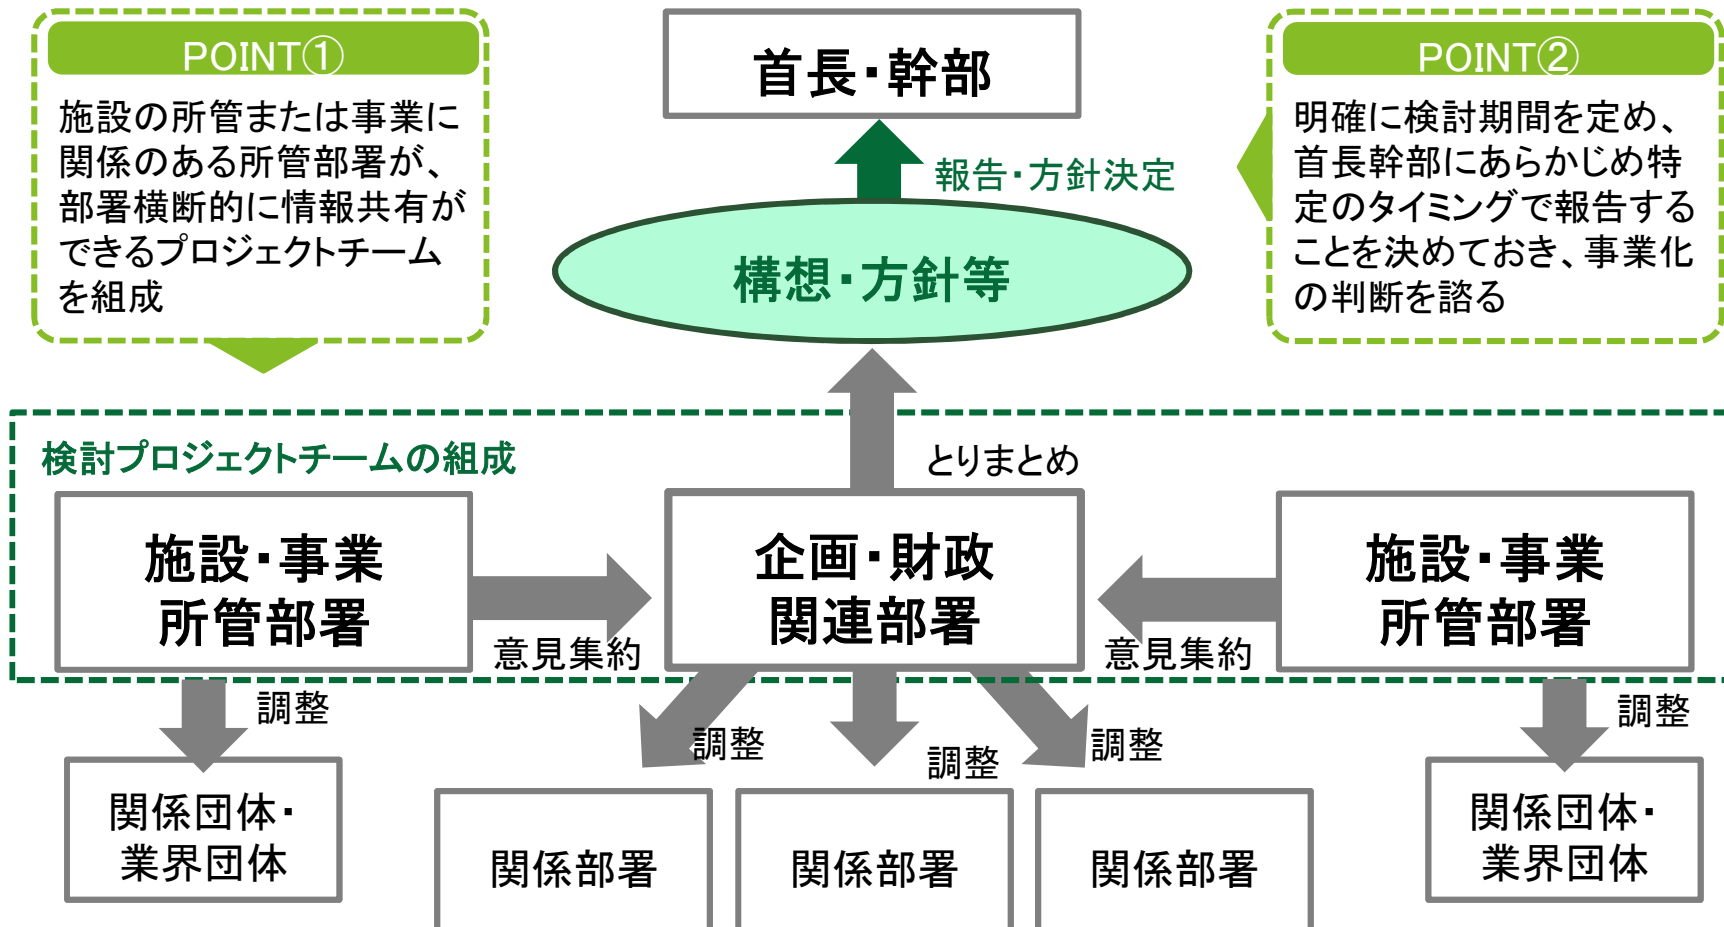 POINT①
施設の所管または事業に
関係のある所管部署が、
部署横断的に情報共有が
できるプロジェクトチーム
を組成
首長・幹部
POINT②
明確に検討期間を定め、
首長幹部にあらかじめ特
定のタイミングで報告する
ことを決めておき、事業化
の判断を諮る
報告・方針決定
構想・方針等
検討プロジェクトチームの組成
とりまとめ
施設・事業
所管部署
意見集約
企画・財政
関連部署
意見集約
施設・事業
所管部署
調整
調整
調整
調整
調整
関係団体・
業界団体
関係部署
関係部署
関係部署
関係団体・
業界団体